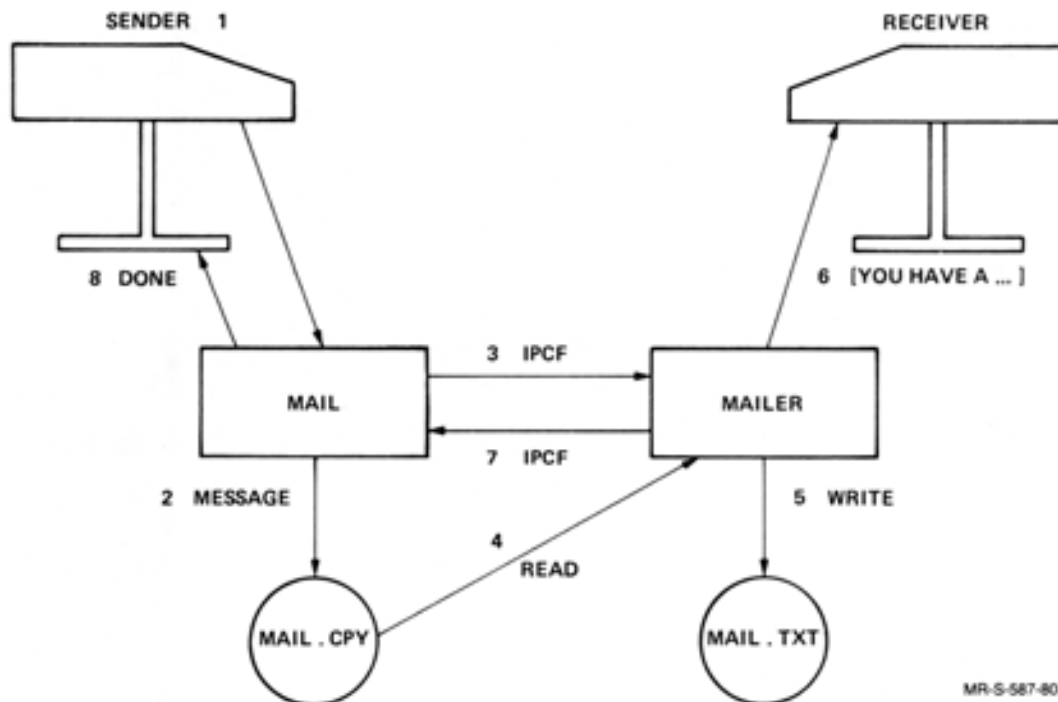 SENDER 1
RECEIVER
8 DONE
6 [YOU HAVE A ... ]
3 IPCF
MAIL
MAILER
7 IPCF
2 MESSAGE
5 WRITE
4
READ
MAIL . CPY
MAIL . TXT
MR-S-587-80